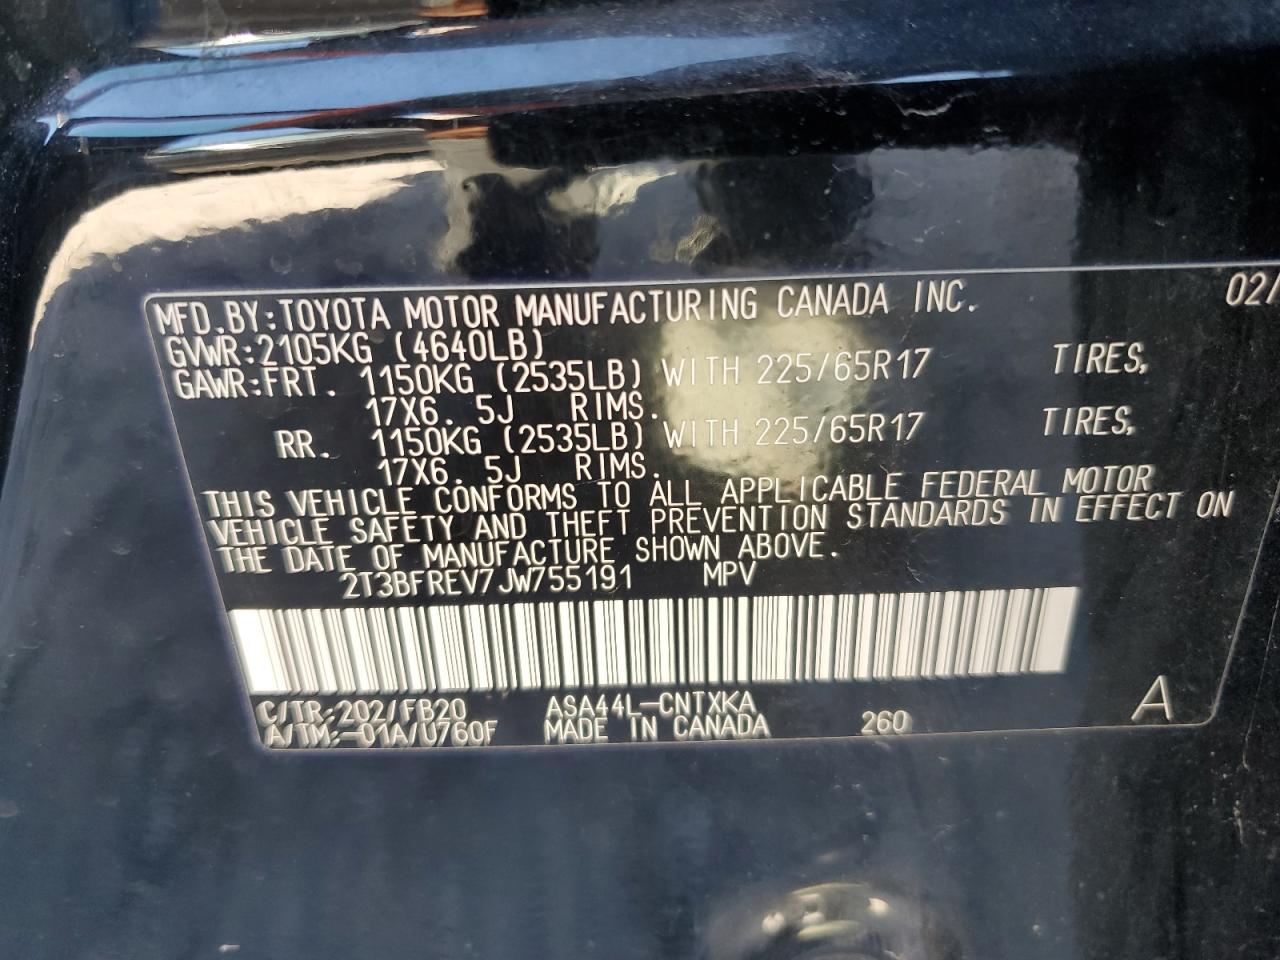 MFD.BY:TOYOTA MOTOR MANUFACTURING CANADA INC. 02/
GVWR:2105KG (4640LB)
GAWR:FRT. 1150KG (2535LB) WITH 225/65R17 TIRES,
17X6. 5J RIMS.
RR. 1150KG (2535LB) WITH 225/65R17 TIRES,
17X6. 5J RIMS.
THIS VEHICLE CONFORMS TO ALL APPLICABLE FEDERAL MOTOR
VEHICLE SAFETY AND THEFT PREVENTION STANDARDS IN EFFECT ON
THE DATE OF MANUFACTURE SHOWN ABOVE.
2T3BFREV7JW755191 MPV
C/TR:202/FB20 ASA44L-CNTXKA
A/TM:-01A/U760F MADE IN CANADA 260 A